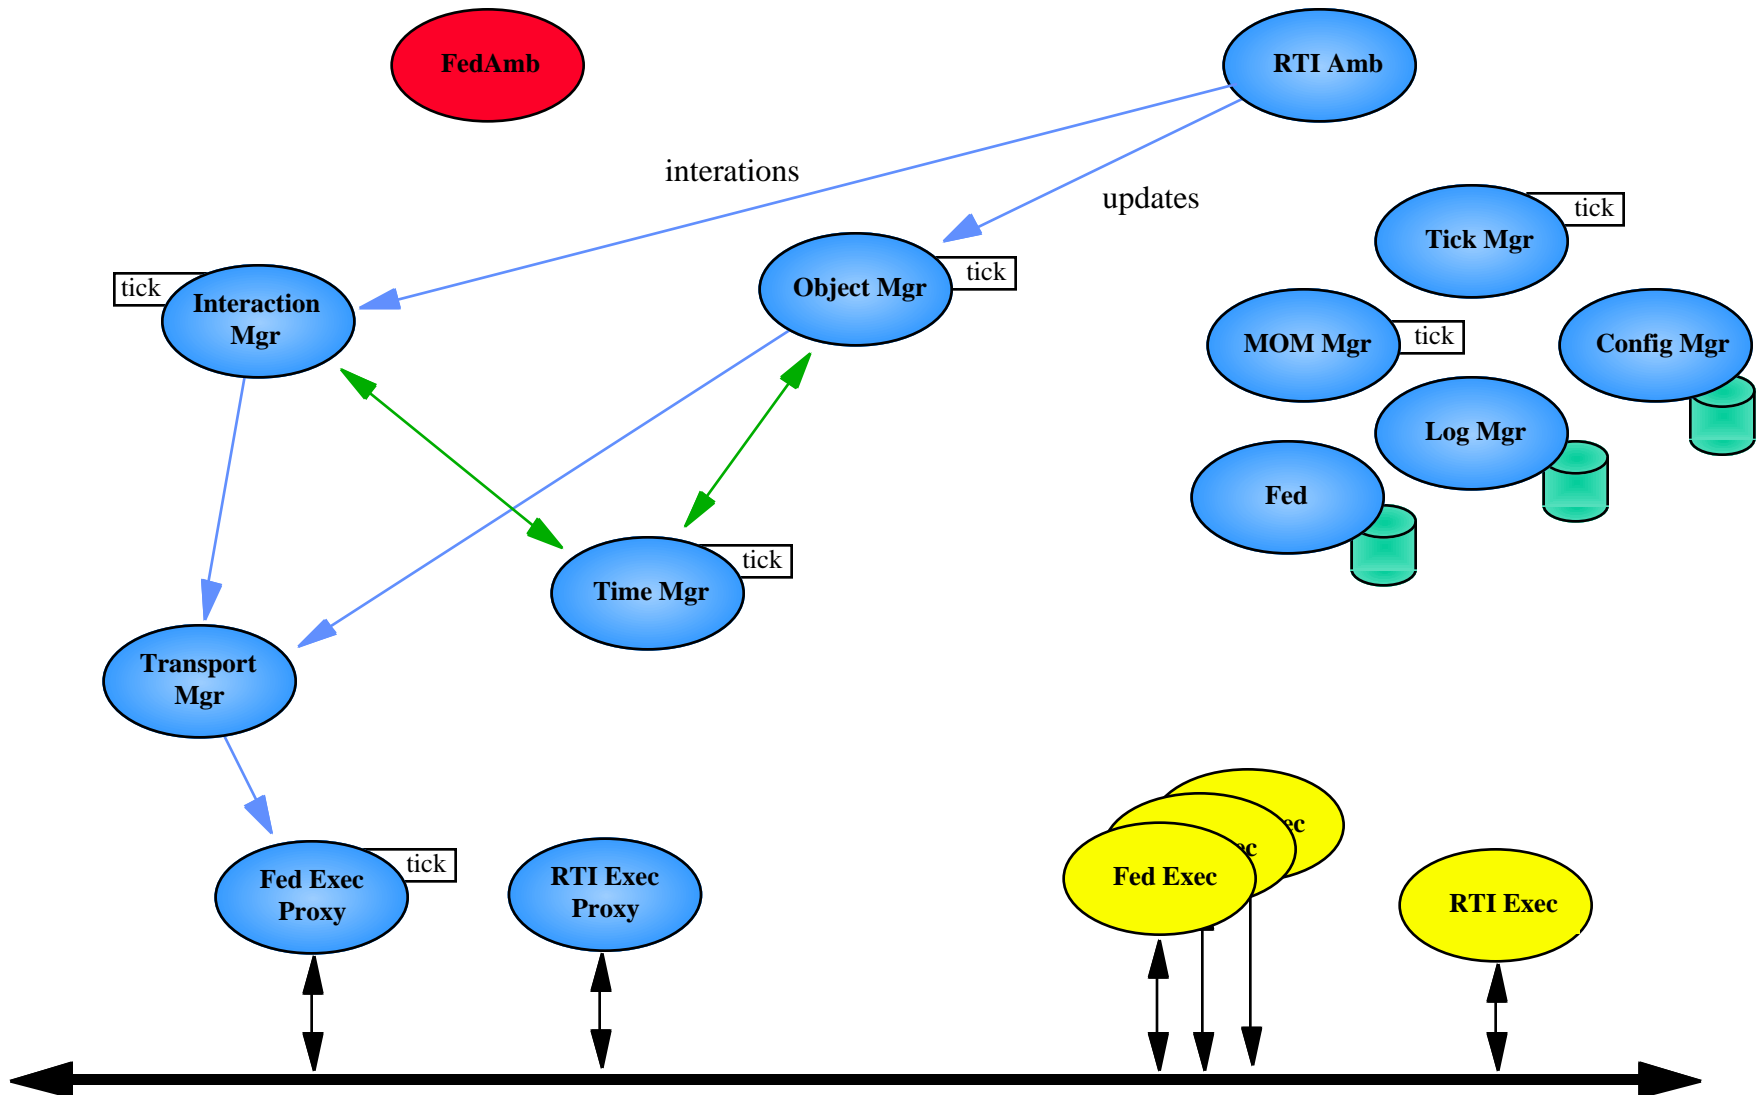 FedAmb
RTI Amb
interations
updates
tick
Tick Mgr
tick
Interaction
Mgr
Object Mgr
tick
MOM Mgr
tick
Config Mgr
Log Mgr
Fed
Time Mgr
tick
Transport
Mgr
Fed Exec
Proxy
tick
RTI Exec
Proxy
ec
ec
Fed Exec
RTI Exec